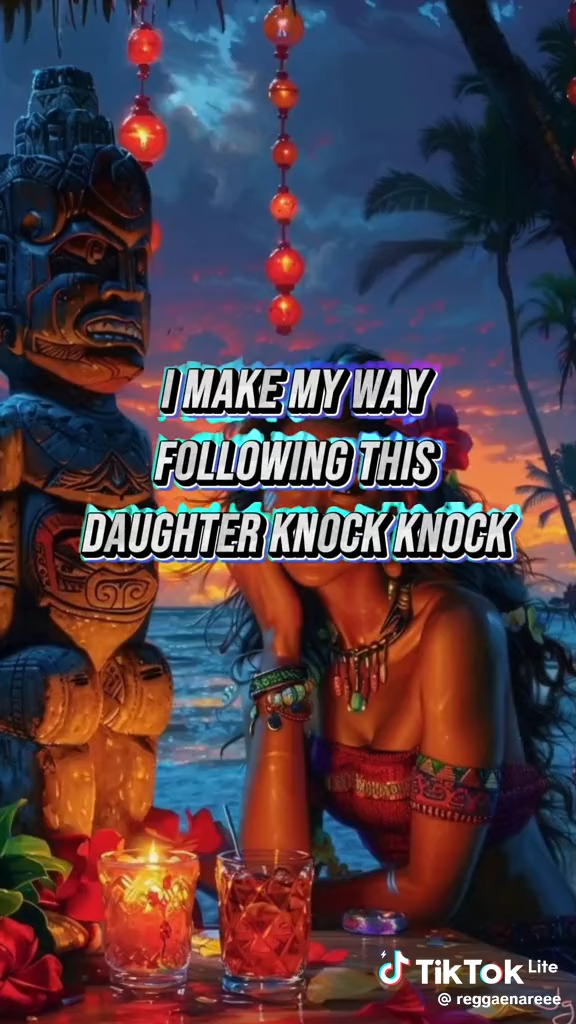 I MAKE MY WAY
FOLLOWING THIS
DAUGHTER KNOCK KNOCK
TikTok Lite
@ reggaenareee